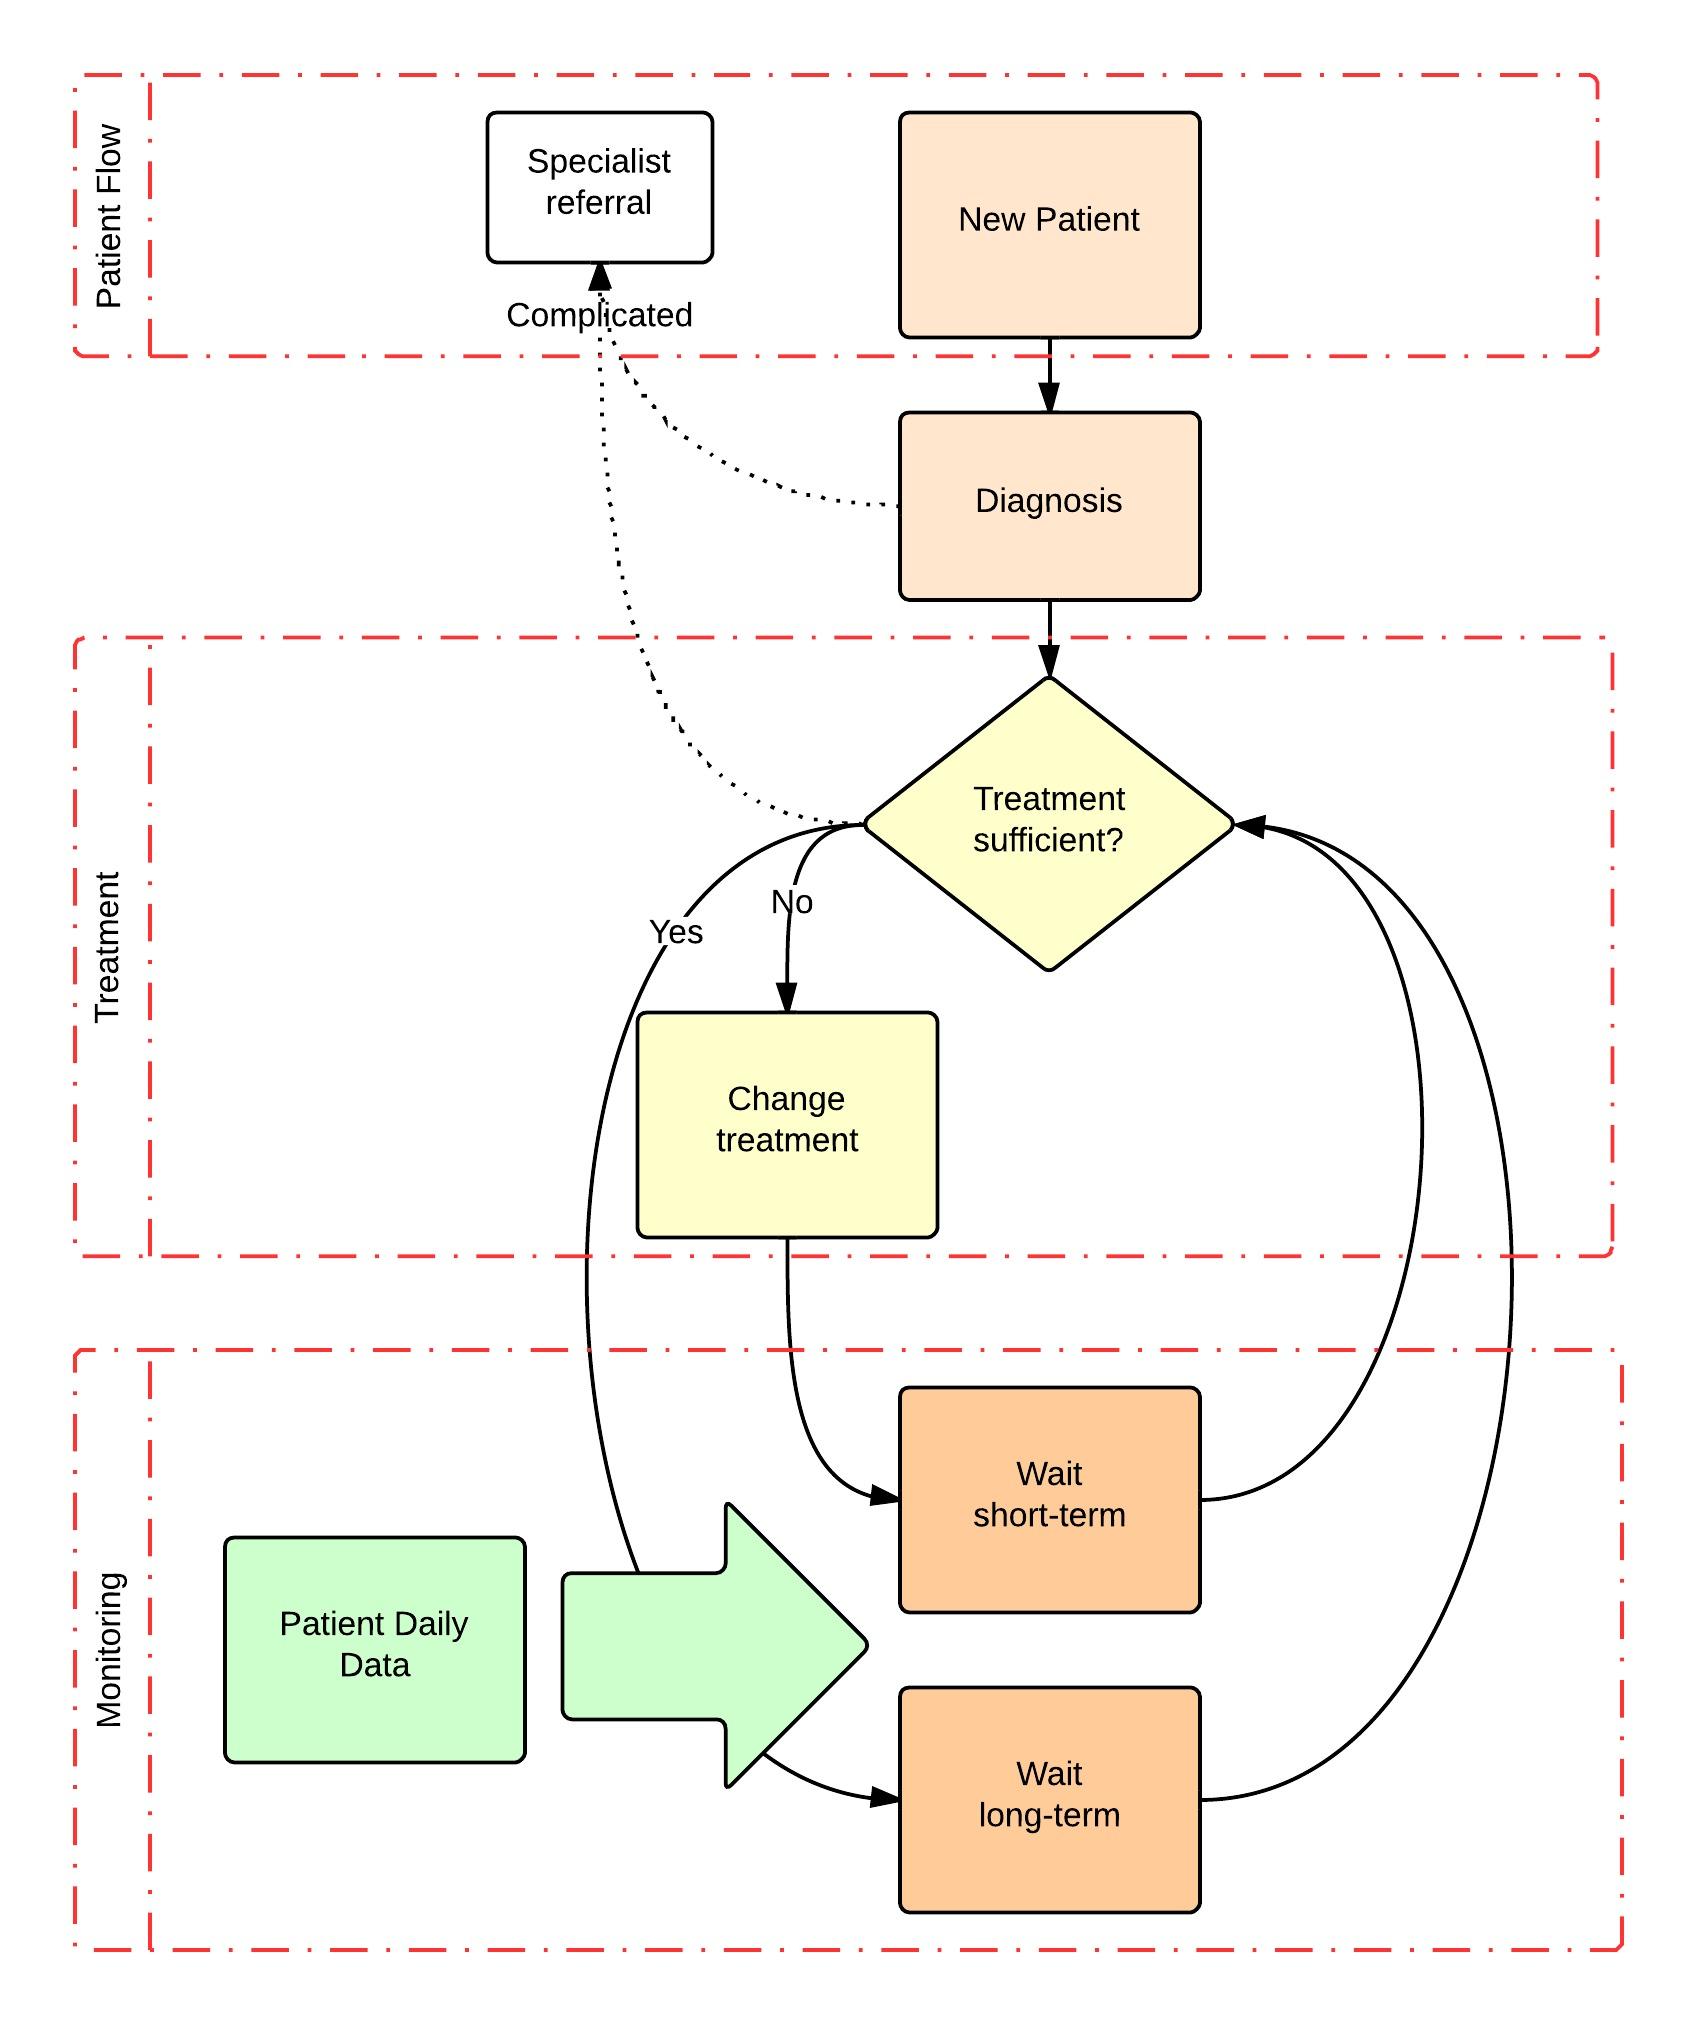 Patient Flow
Specialist
referral
New Patient
Complicated
Diagnosis
Treatment
Treatment
sufficient?
No
Yes
Change
treatment
Monitoring
Wait
short-term
Patient Daily
Data
Wait
long-term